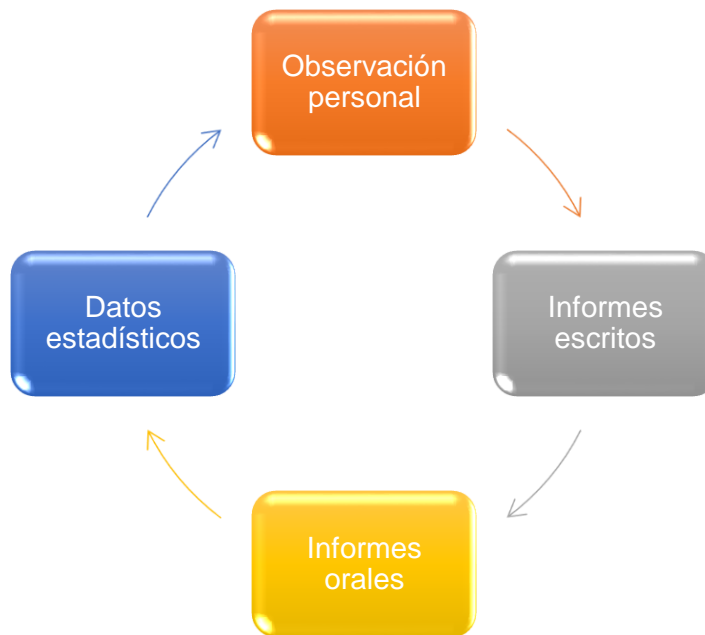 Observación
personal
Informes
escritos
Informes
orales
Datos
estadísticos